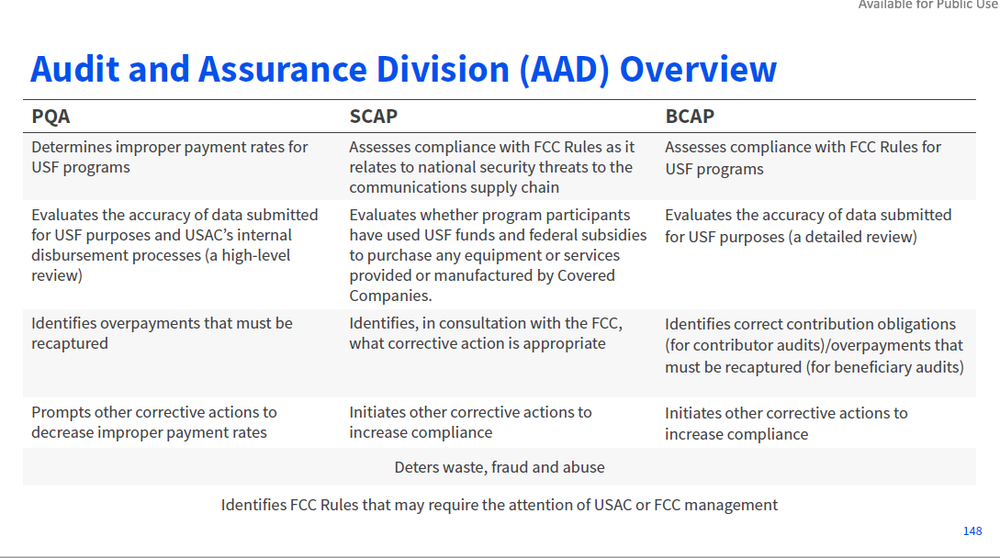 Available for Public Use
Audit and Assurance Division (AAD) Overview
PQA
SCAP
BCAP
Determines improper payment rates for
USF programs
Assesses compliance with FCC Rules as it
relates to national security threats to the
communications supply chain
Assesses compliance with FCC Rules for
USF programs
Evaluates the accuracy of data submitted
for USF purposes and USAC’s internal
disbursement processes (a high-level
review)
Evaluates whether program participants
have used USF funds and federal subsidies
to purchase any equipment or services
provided or manufactured by Covered
Companies.
Evaluates the accuracy of data submitted
for USF purposes (a detailed review)
Identifies overpayments that must be
recaptured
Identifies, in consultation with the FCC,
what corrective action is appropriate
Identifies correct contribution obligations
(for contributor audits)/overpayments that
must be recaptured (for beneficiary audits)
Prompts other corrective actions to
decrease improper payment rates
Initiates other corrective actions to
increase compliance
Initiates other corrective actions to
increase compliance
Deters waste, fraud and abuse
Identifies FCC Rules that may require the attention of USAC or FCC management
148